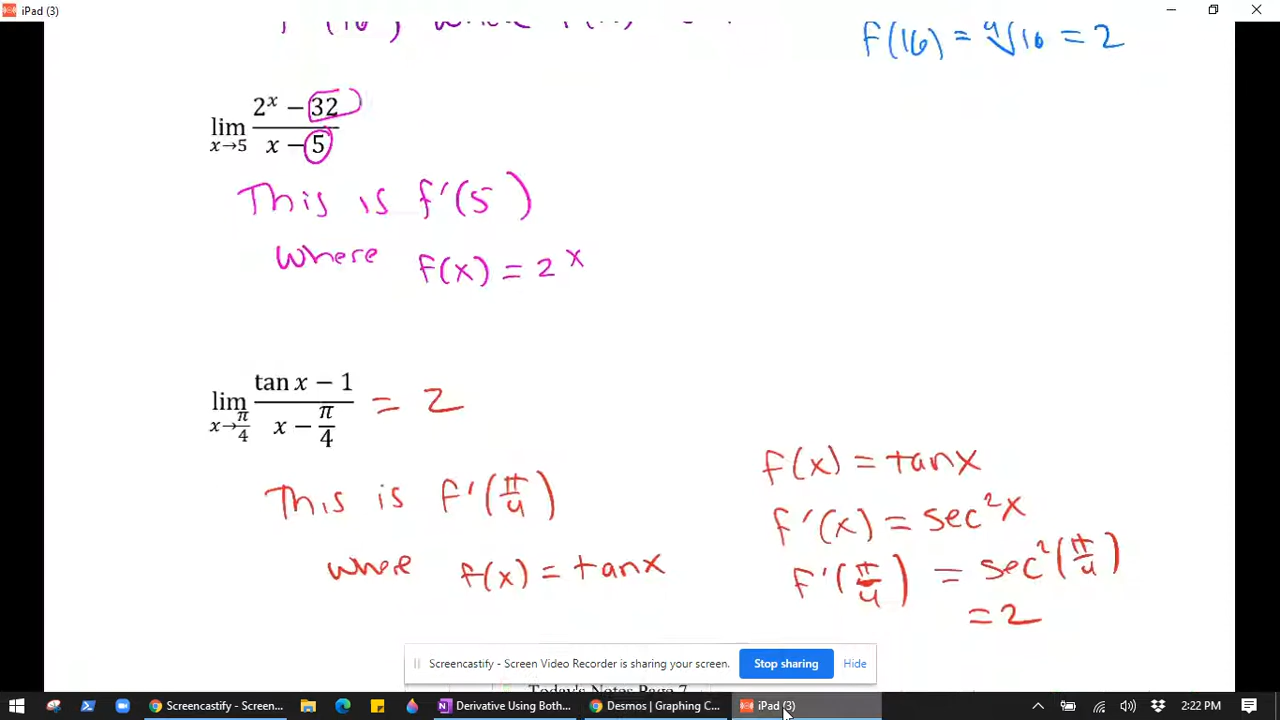 iPad (3)
f(16) = ∜16 = 2
lim x→5 (2^x − 32)/(x − 5)
This is f'(5)
where f(x) = 2^x
lim x→π/4 (tan x − 1)/(x − π/4) = 2
This is f'(π/4)
where f(x) = tanx
f(x) = tanx
f'(x) = sec²x
f'(π/4) = sec²(π/4)
= 2
Screencastify - Screen Video Recorder is sharing your screen. Stop sharing Hide
Today's Notes Page 7
Screencastify - Screen... Derivative Using Both... Desmos | Graphing C... iPad (3) 2:22 PM